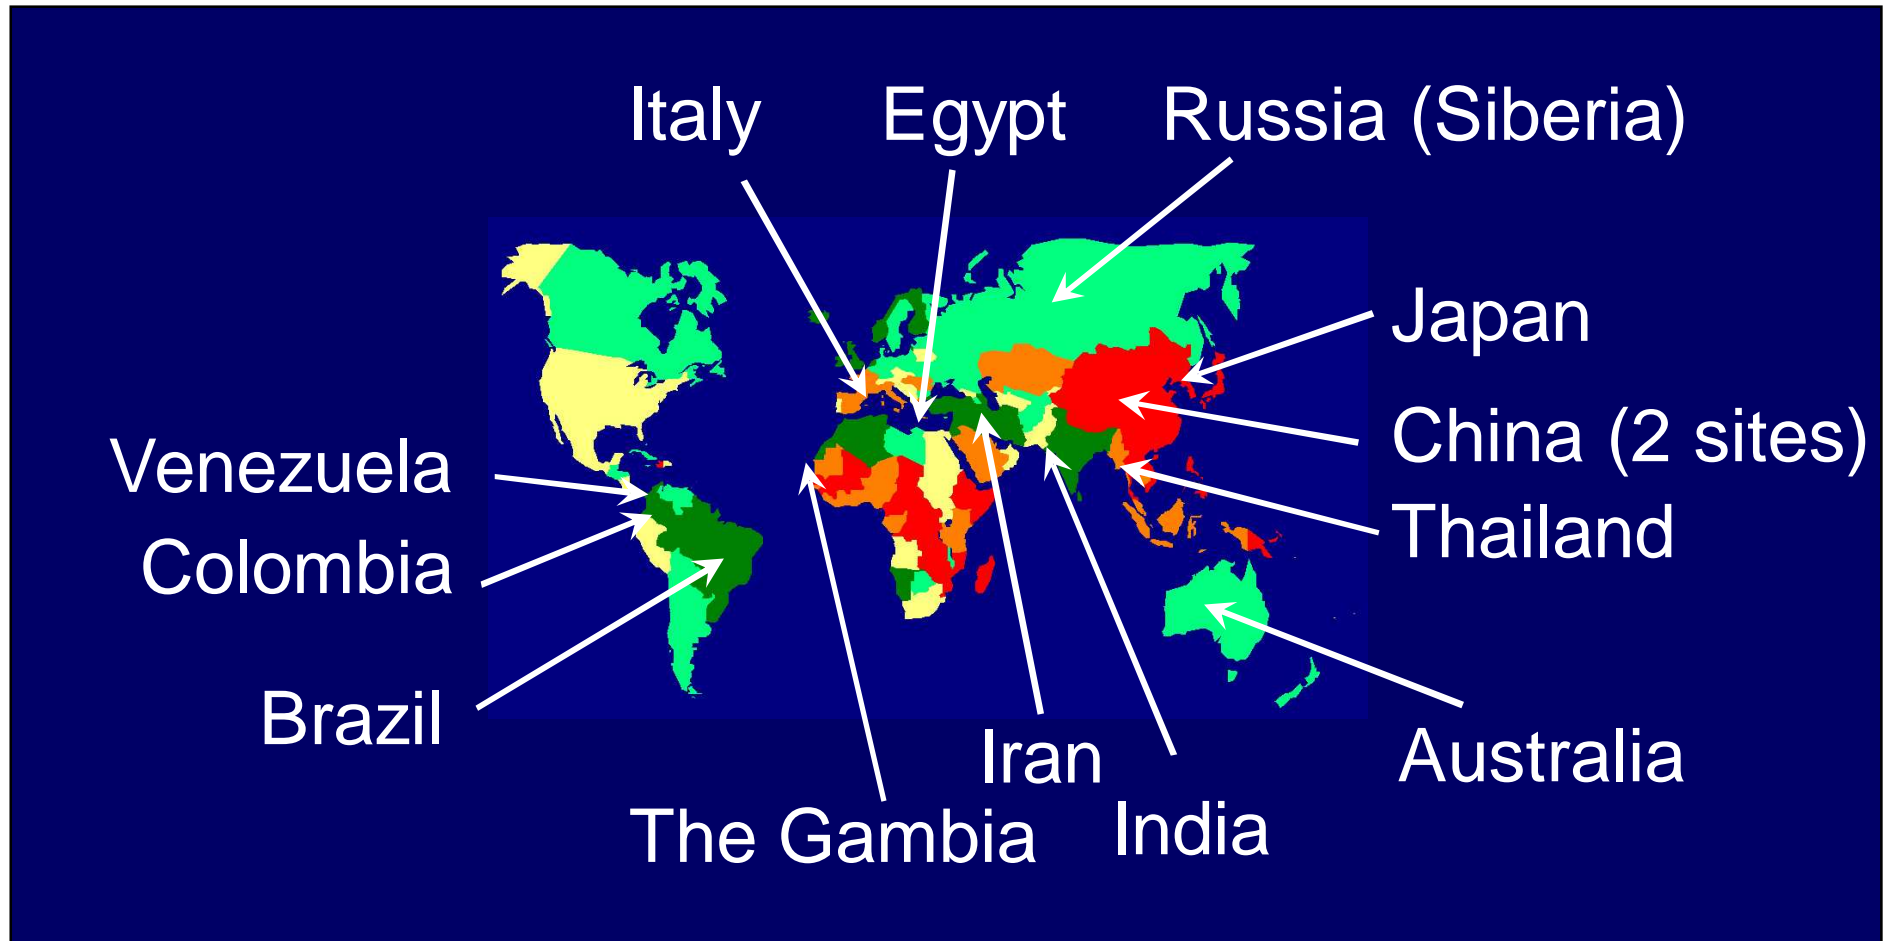 Italy
Egypt
Russia (Siberia)
Japan
China (2 sites)
Venezuela
Thailand
Colombia
Brazil
Iran
Australia
The Gambia
India